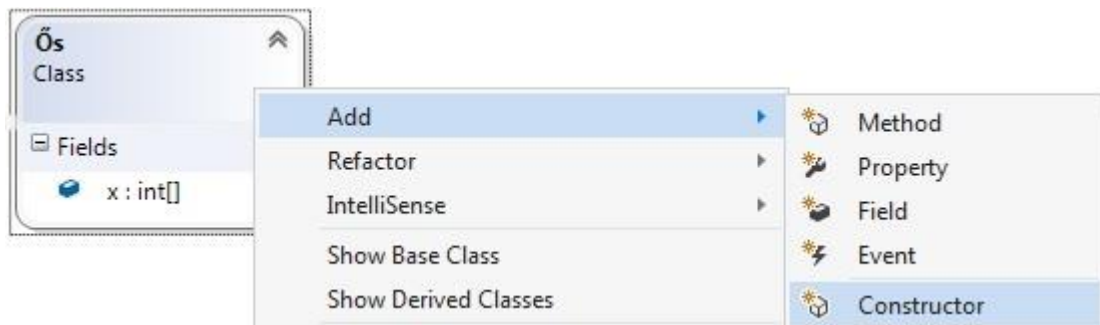 Ős
Class
Fields
x : int[]
Add
Refactor
IntelliSense
Show Base Class
Show Derived Classes
Method
Property
Field
Event
Constructor